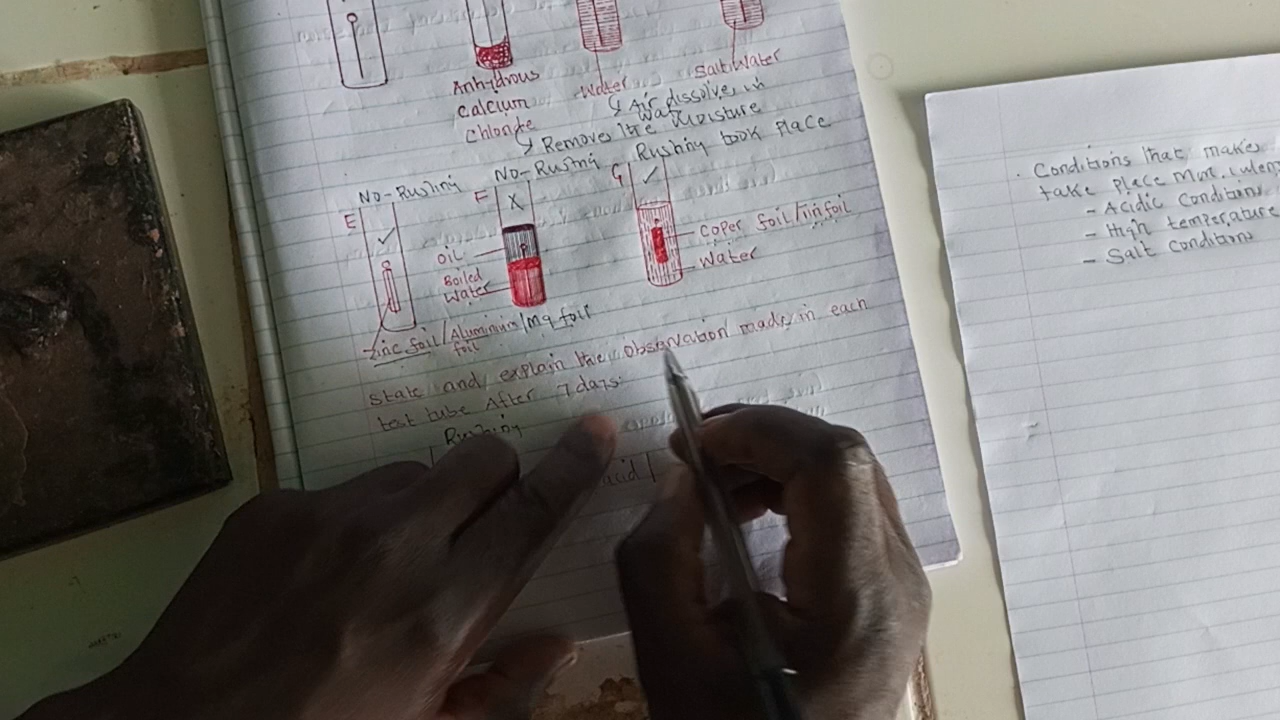 Anhydrous
Calcium
Chloride
Water
Salt Water
↳ Air dissolve in
Wat
↳ Removes the Moisture
No-Rusting
No-Rusting
Rusting took Place
E
F
G
X
Oil
Boiled
Water
Coper foil/Tin foil
Water
Zinc foil/Aluminium/Mg foil
foil
State and explain the Observation made in each
test tube After 7 days.
Rusting
acid
Conditions that makes
take place More
- Acidic Conditions
- High temperature
- Salt Conditions